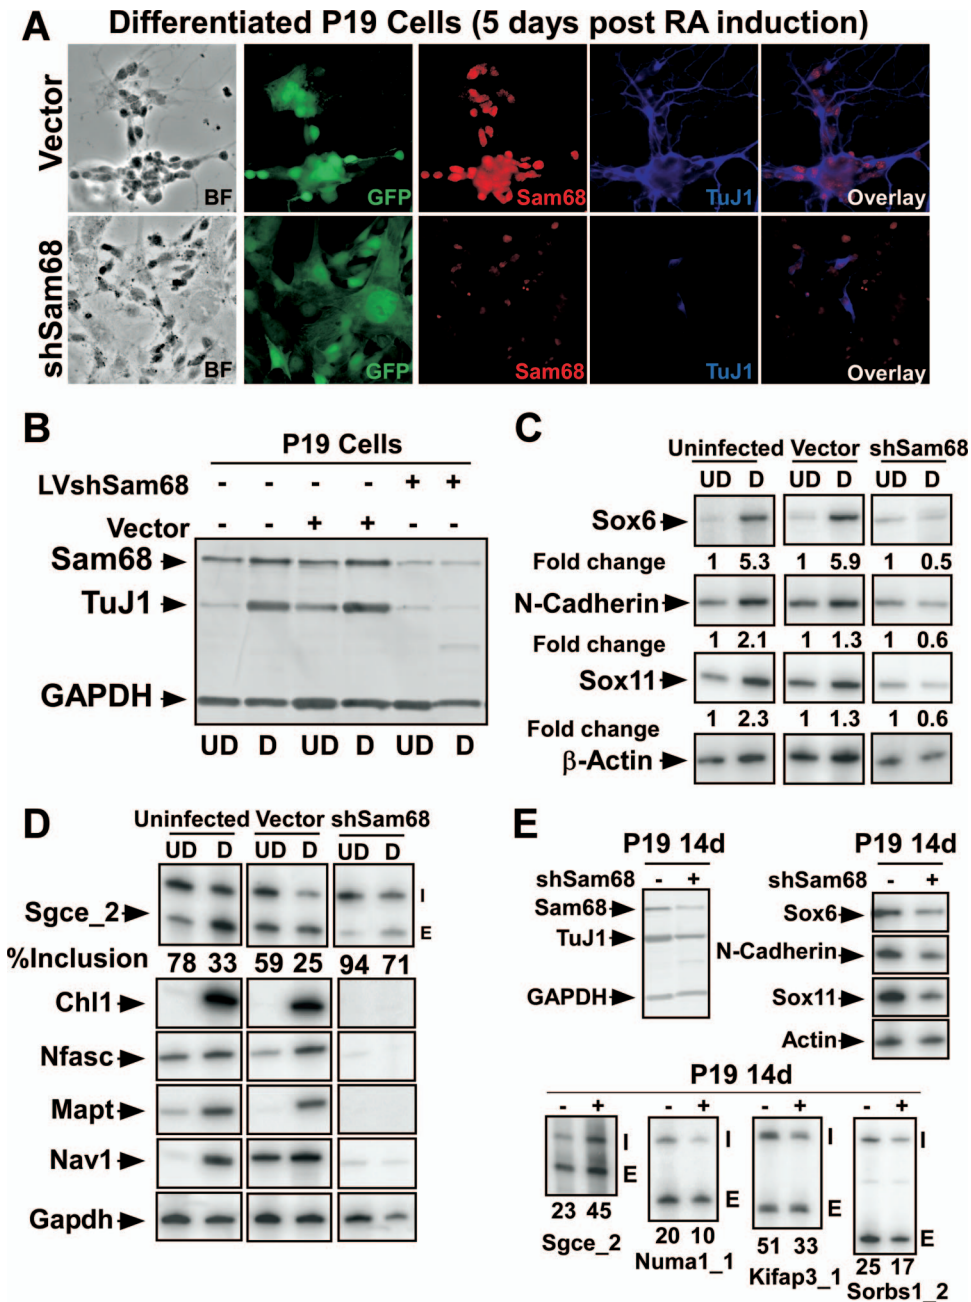 A Differentiated P19 Cells (5 days post RA induction)
Vector
BF GFP Sam68 TuJ1 Overlay
shSam68
BF GFP Sam68 TuJ1 Overlay
B
P19 Cells
LVshSam68 - - - - + +
Vector - - + + - -
Sam68
TuJ1
GAPDH
UD D UD D UD D
C
Uninfected Vector shSam68
UD D UD D UD D
Sox6
Fold change 1 5.3 1 5.9 1 0.5
N-Cadherin
Fold change 1 2.1 1 1.3 1 0.6
Sox11
Fold change 1 2.3 1 1.3 1 0.6
β-Actin
D
Uninfected Vector shSam68
UD D UD D UD D
I
Sgce_2
E
%Inclusion 78 33 59 25 94 71
Chl1
Nfasc
Mapt
Nav1
Gapdh
E
P19 14d
shSam68 - +
Sam68
TuJ1
GAPDH
P19 14d
shSam68 - +
Sox6
N-Cadherin
Sox11
Actin
P19 14d
- + - + - + - +
I I I
E E E E
23 45
Sgce_2
20 10
Numa1_1
51 33
Kifap3_1
25 17
Sorbs1_2